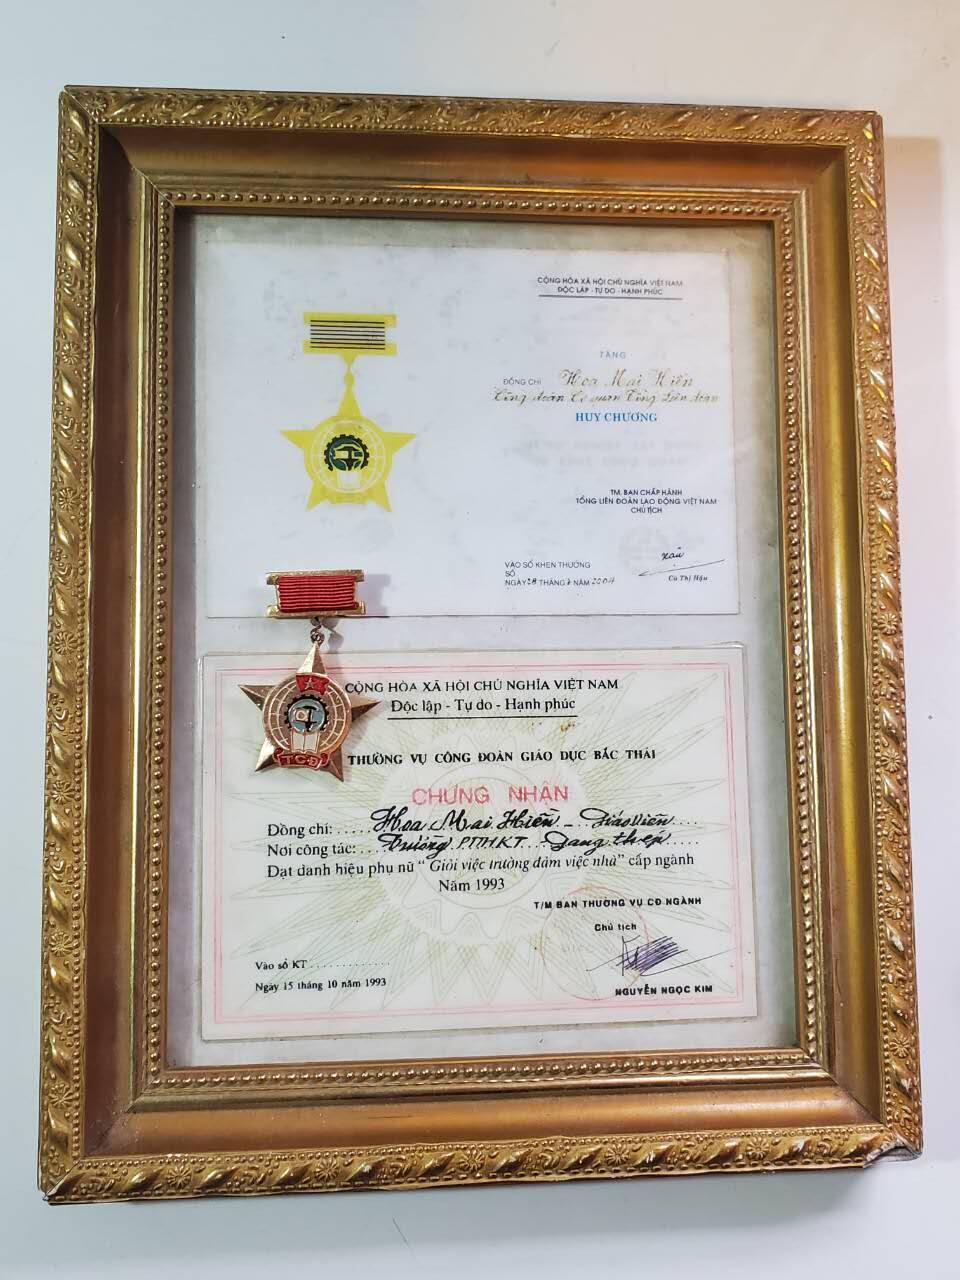 CỘNG HÒA XÃ HỘI CHỦ NGHĨA VIỆT NAM
ĐỘC LẬP - TỰ DO - HẠNH PHÚC
TẶNG
ĐỒNG CHÍ Hoa Mai Hiền
Công đoàn Cơ quan Tổng Liên đoàn
HUY CHƯƠNG
TM. BAN CHẤP HÀNH
TỔNG LIÊN ĐOÀN LAO ĐỘNG VIỆT NAM
CHỦ TỊCH
VÀO SỔ KHEN THƯỞNG
SỐ
NGÀY 28 THÁNG 7 NĂM 2004
Cù Thị Hậu
TCĐ
CỘNG HÒA XÃ HỘI CHỦ NGHĨA VIỆT NAM
Độc lập - Tự do - Hạnh phúc
THƯỜNG VỤ CÔNG ĐOÀN GIÁO DỤC BẮC THÁI
CHỨNG NHẬN
Đồng chí: Hoa Mai Hiền - Giáo viên
Nơi công tác: Trường PTTHKT Gang thép
Đạt danh hiệu phụ nữ “ Giỏi việc trường đảm việc nhà” cấp ngành
Năm 1993
T/M BAN THƯỜNG VỤ CĐ NGÀNH
Chủ tịch
Vào sổ KT
Ngày 15 tháng 10 năm 1993
NGUYỄN NGỌC KIM